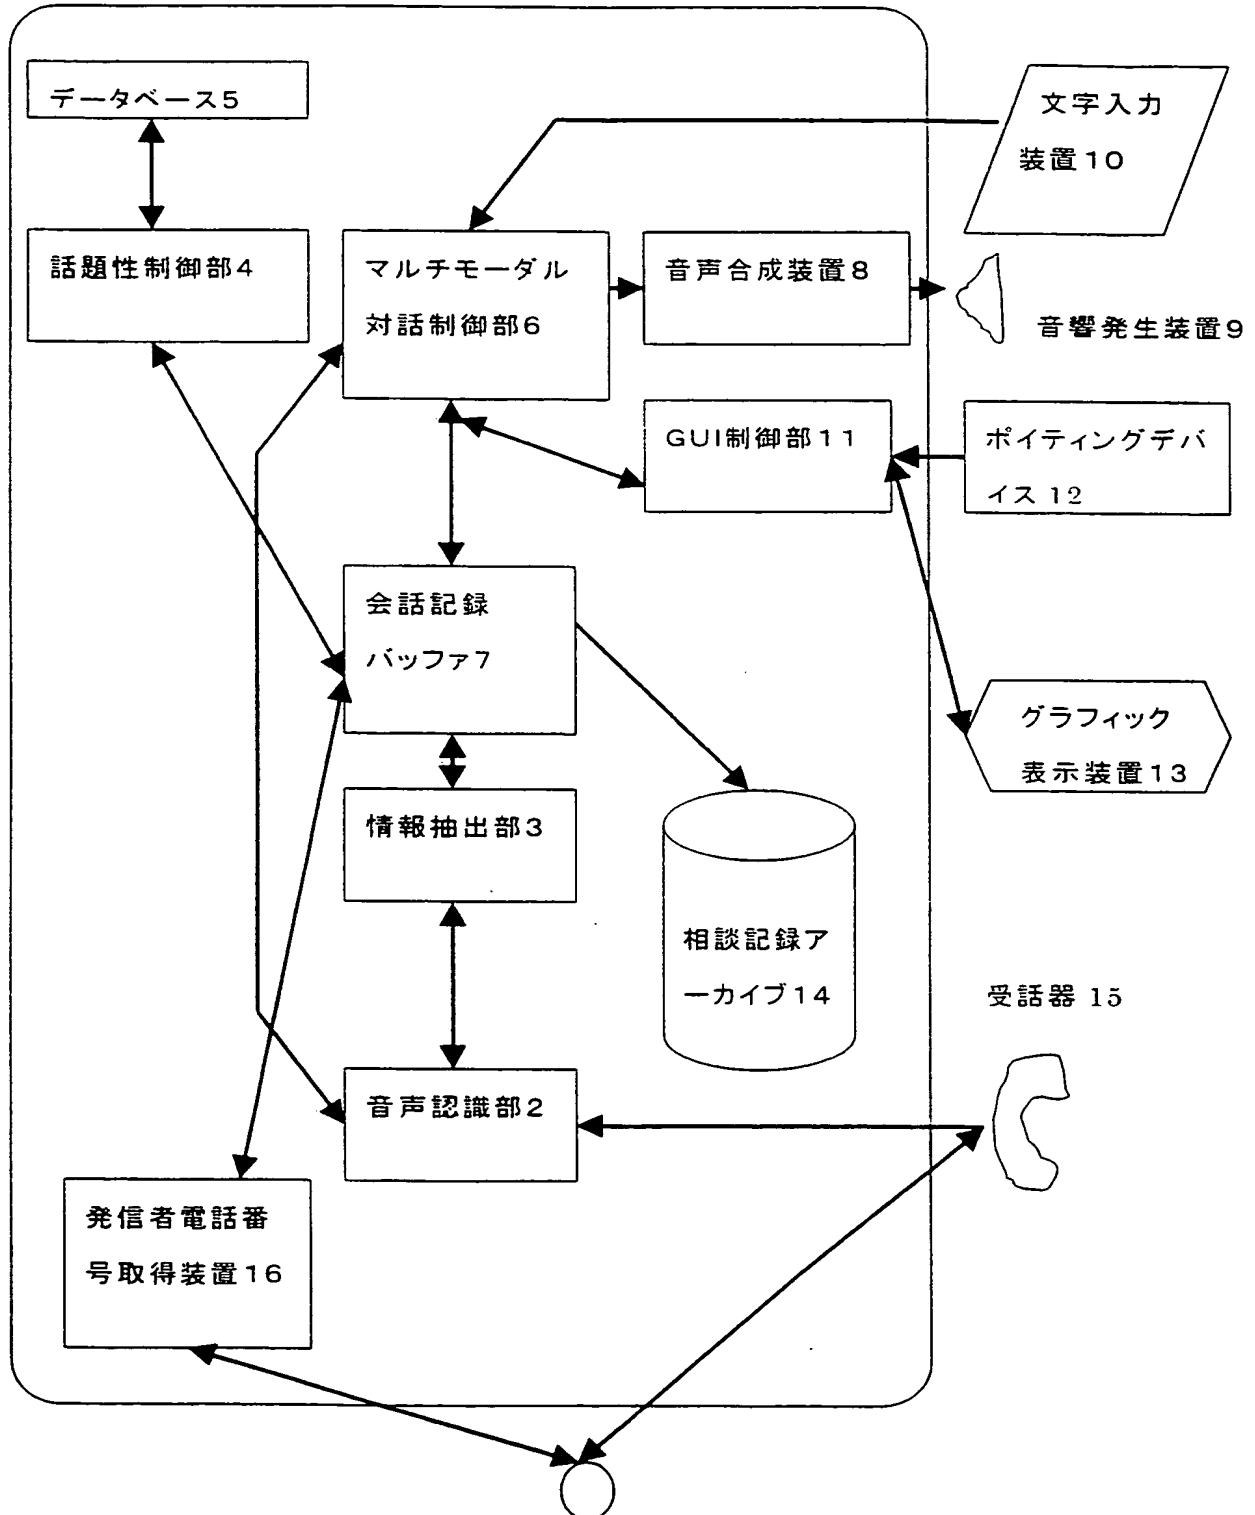 データベース5
文字入力
装置10
話題性制御部4
マルチモーダル
対話制御部6
音声合成装置8
音響発生装置9
GUI制御部11
ポイティングデバ
イス 12
会話記録
バッファ7
グラフィック
表示装置13
情報抽出部3
相談記録ア
ーカイブ14
受話器 15
音声認識部2
発信者電話番
号取得装置16